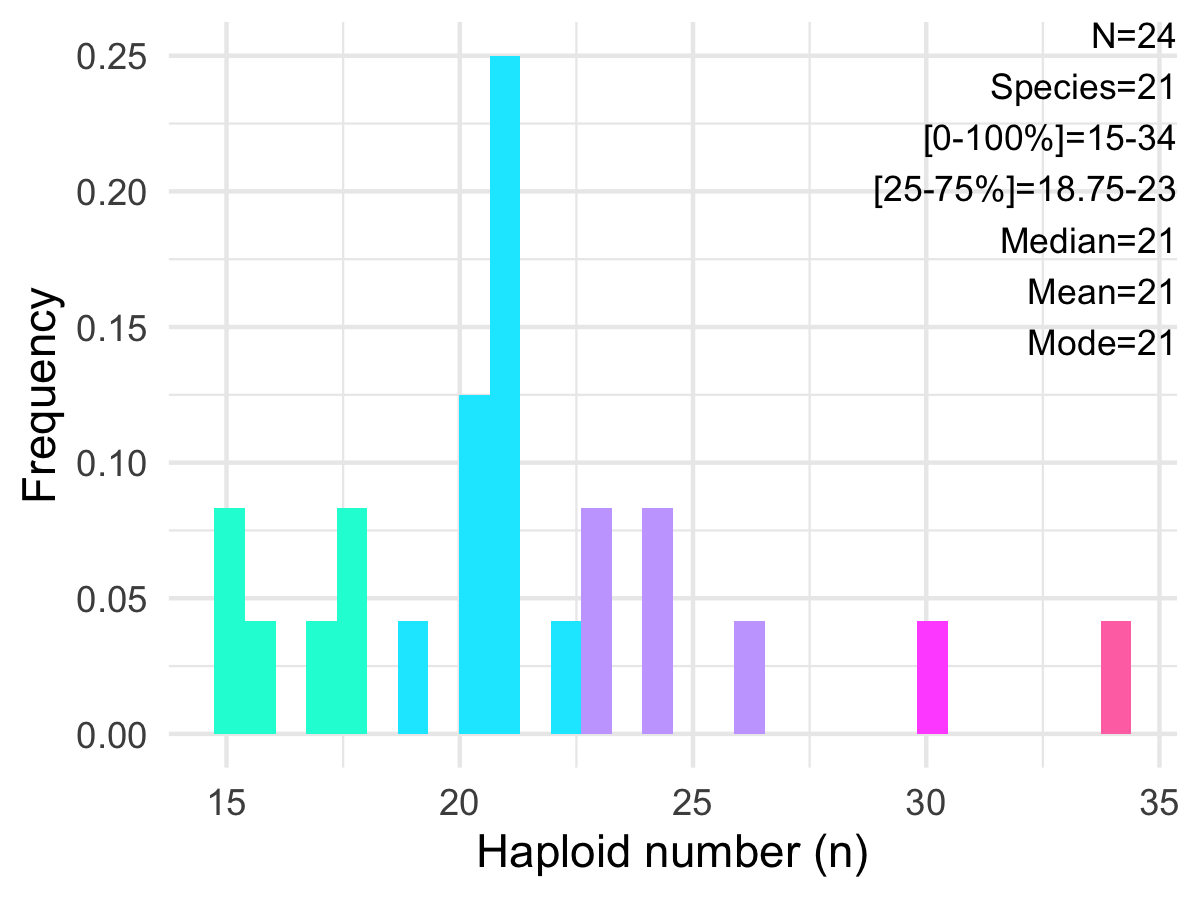 N=24
Species=21
[0-100%]=15-34
[25-75%]=18.75-23
Median=21
Mean=21
Mode=21
Frequency
0.25
0.20
0.15
0.10
0.05
0.00
15 20 25 30 35
Haploid number (n)